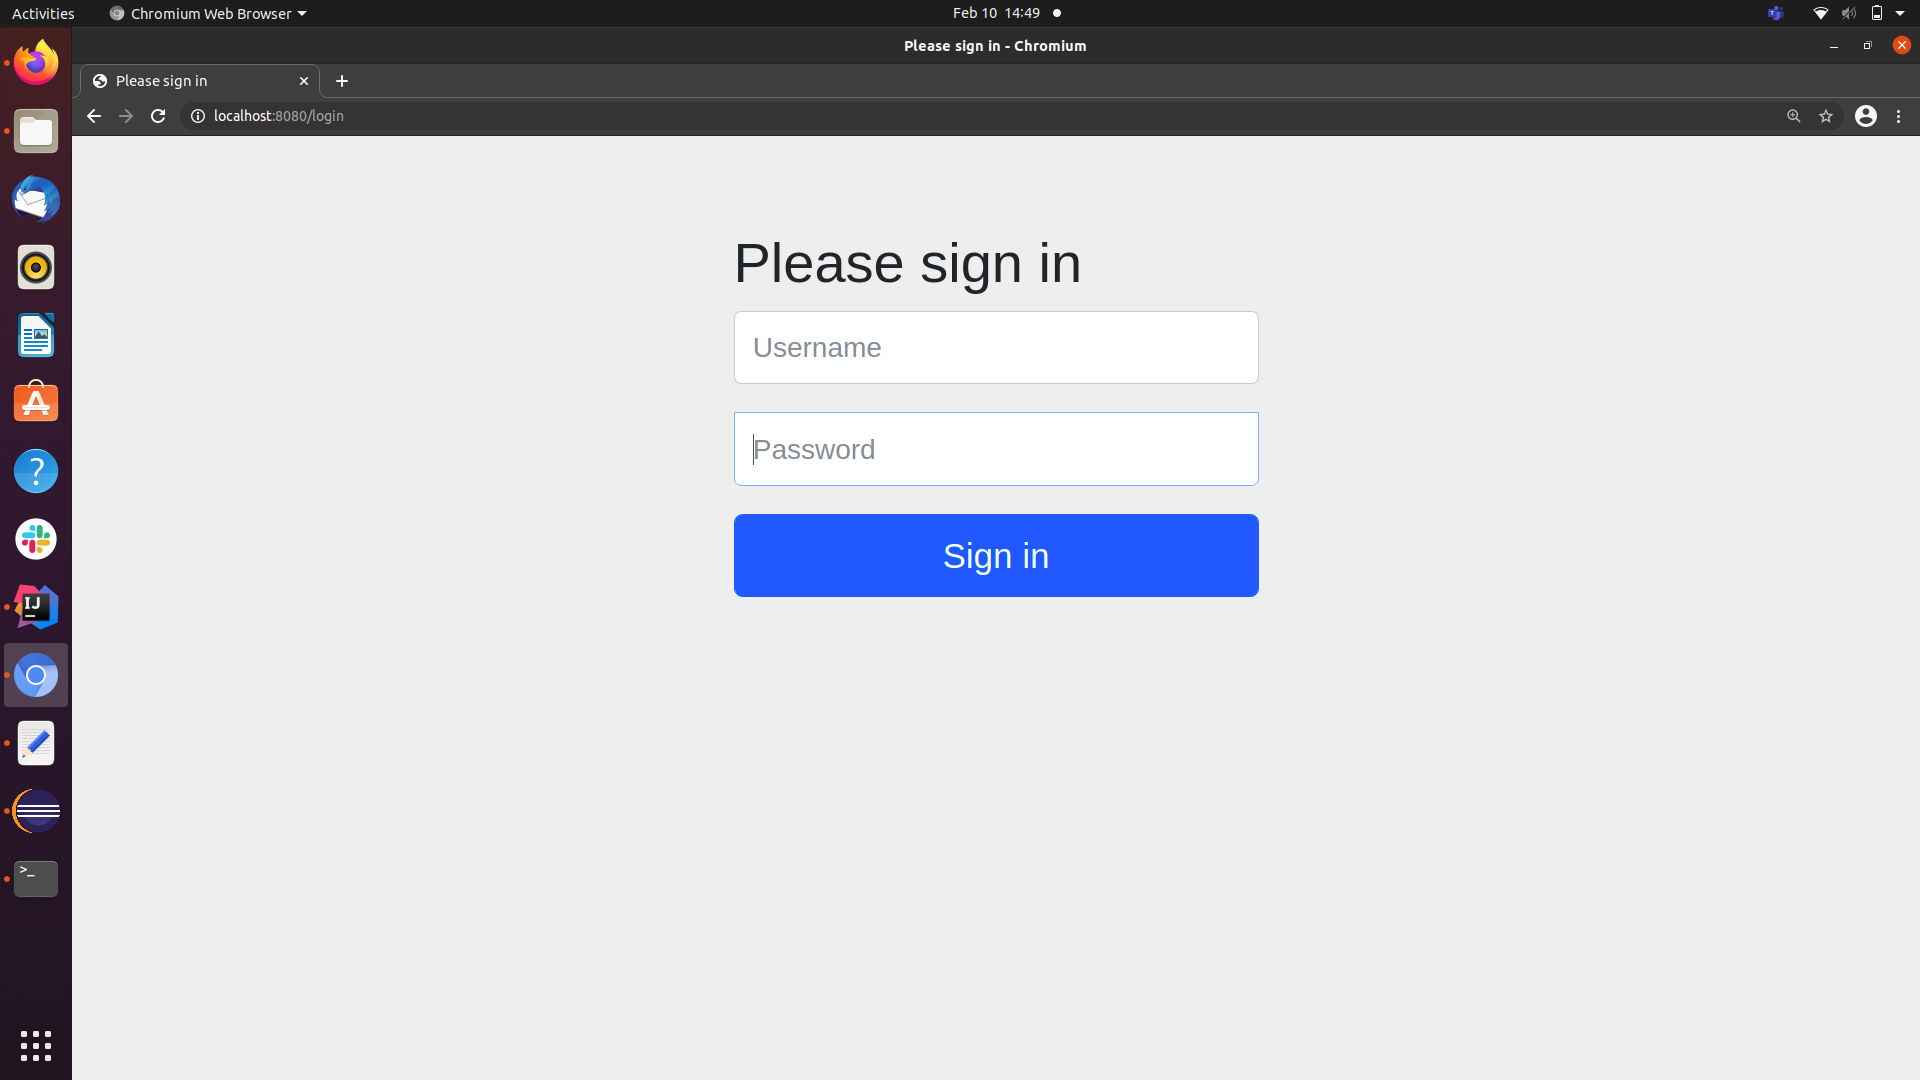 Activities
Chromium Web Browser
Feb 10 14:49
Please sign in - Chromium
Please sign in
localhost:8080/login
Please sign in
Username
Password
Sign in
IJ
>_